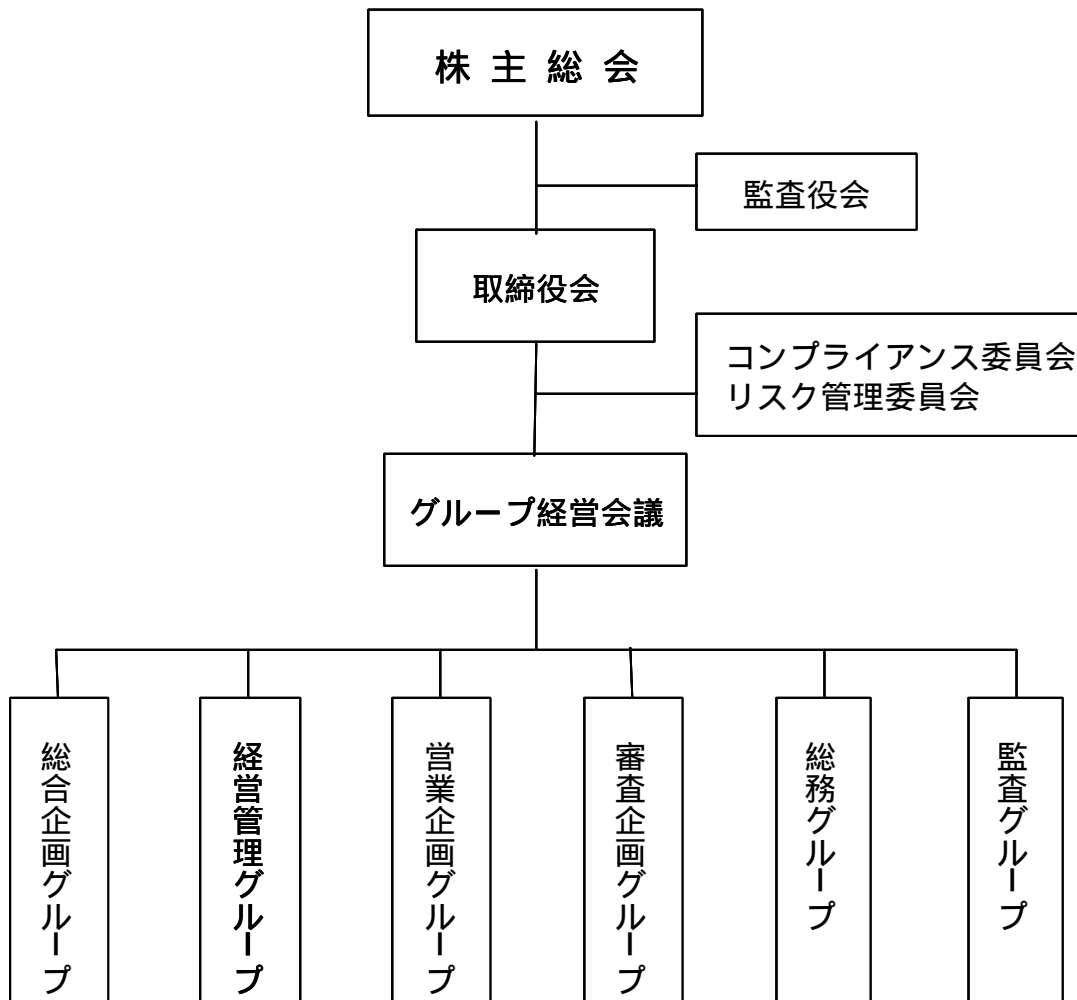 株主総会
監査役会
取締役会
コンプライアンス委員会
リスク管理委員会
グループ経営会議
総合企画グループ
経営管理グループ
営業企画グループ
審査企画グループ
総務グループ
監査グループ